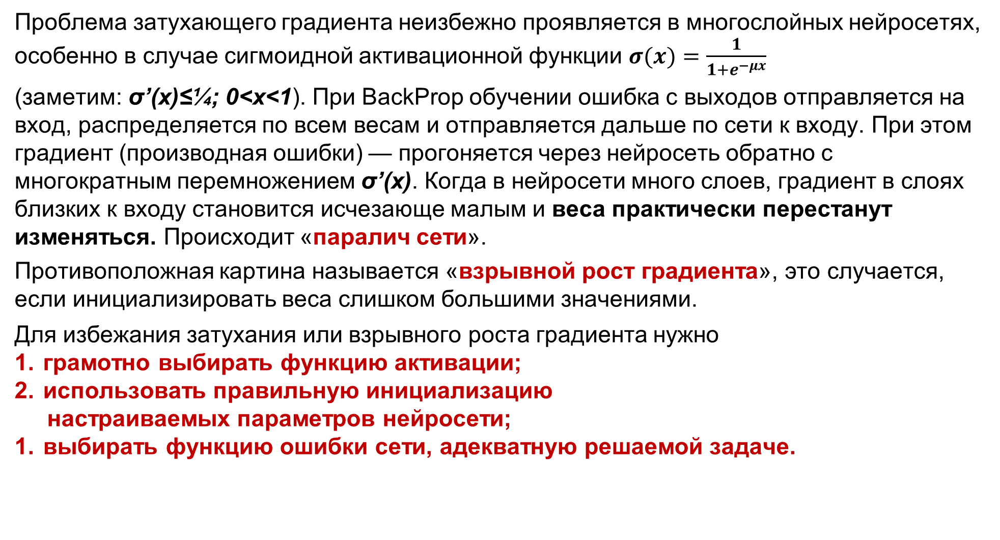 Проблема затухающего градиента неизбежно проявляется в многослойных нейросетях,
особенно в случае сигмоидной активационной функции σ(x) = 1/(1+e^{−μx})
(заметим: σ’(x)≤¼; 0<x<1). При BackProp обучении ошибка с выходов отправляется на
вход, распределяется по всем весам и отправляется дальше по сети к входу. При этом
градиент (производная ошибки) — прогоняется через нейросеть обратно с
многократным перемножением σ’(x). Когда в нейросети много слоев, градиент в слоях
близких к входу становится исчезающе малым и веса практически перестанут
изменяться. Происходит «паралич сети».
Противоположная картина называется «взрывной рост градиента», это случается,
если инициализировать веса слишком большими значениями.
Для избежания затухания или взрывного роста градиента нужно
1. грамотно выбирать функцию активации;
2. использовать правильную инициализацию
настраиваемых параметров нейросети;
1. выбирать функцию ошибки сети, адекватную решаемой задаче.